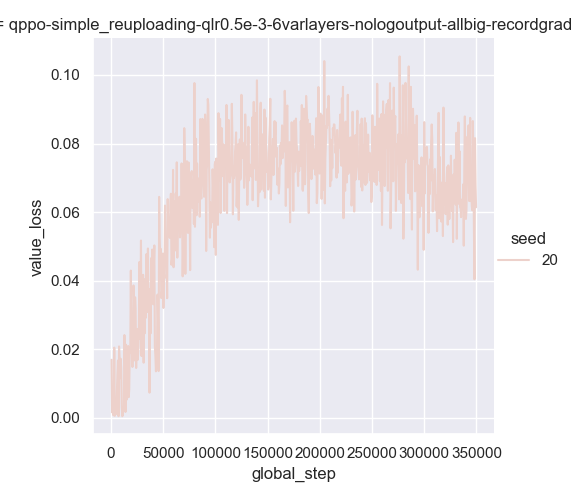 = qppo-simple_reuploading-qlr0.5e-3-6varlayers-nologoutput-allbig-recordgrad
0.10
0.08
0.06
0.04
0.02
0.00
value_loss
0 50000 100000 150000 200000 250000 300000 350000
global_step
seed
20